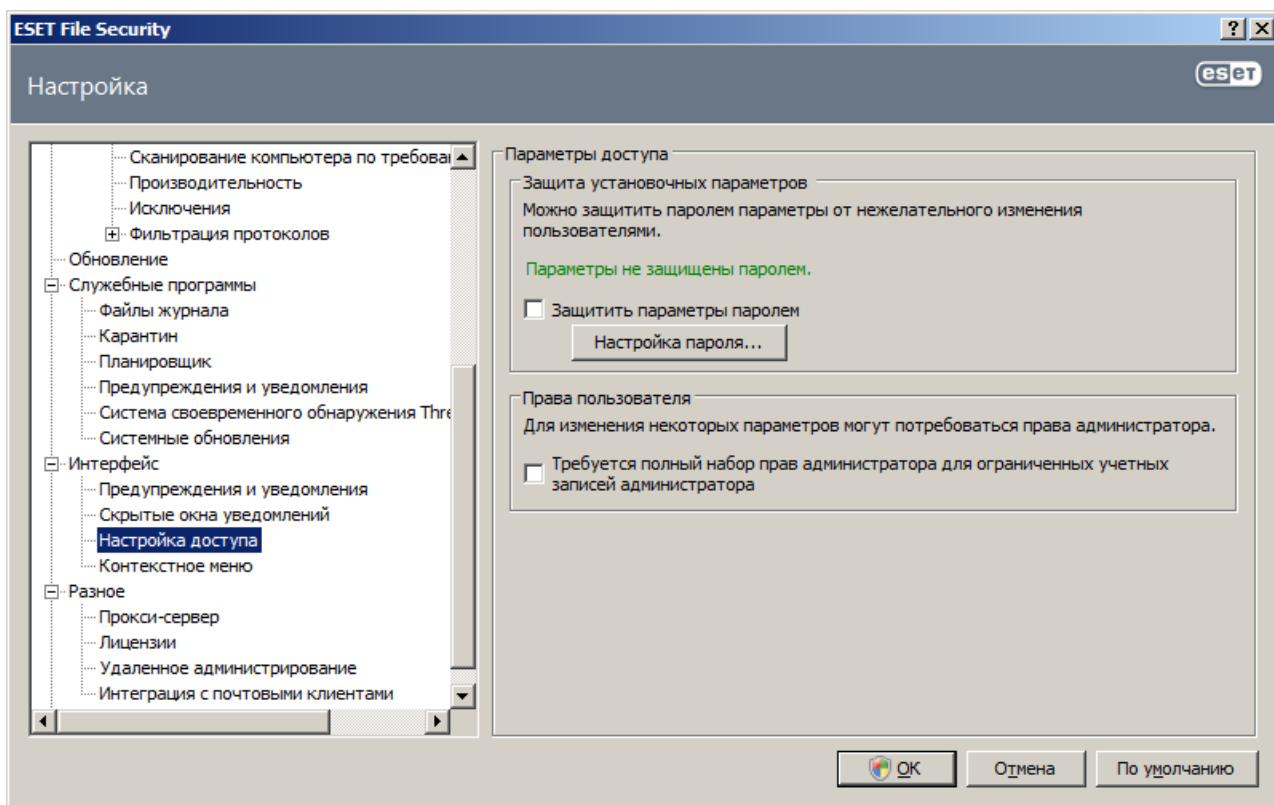 ESET File Security
Настройка
eset
Сканирование компьютера по требова
Производительность
Исключения
Фильтрация протоколов
Обновление
Служебные программы
Файлы журнала
Карантин
Планировщик
Предупреждения и уведомления
Система своевременного обнаружения Thre
Системные обновления
Интерфейс
Предупреждения и уведомления
Скрытые окна уведомлений
Настройка доступа
Контекстное меню
Разное
Прокси-сервер
Лицензии
Удаленное администрирование
Интеграция с почтовыми клиентами
Параметры доступа
Защита установочных параметров
Можно защитить паролем параметры от нежелательного изменения
пользователями.
Параметры не защищены паролем.
Защитить параметры паролем
Настройка пароля...
Права пользователя
Для изменения некоторых параметров могут потребоваться права администратора.
Требуется полный набор прав администратора для ограниченных учетных
записей администратора
OK
Отмена
По умолчанию